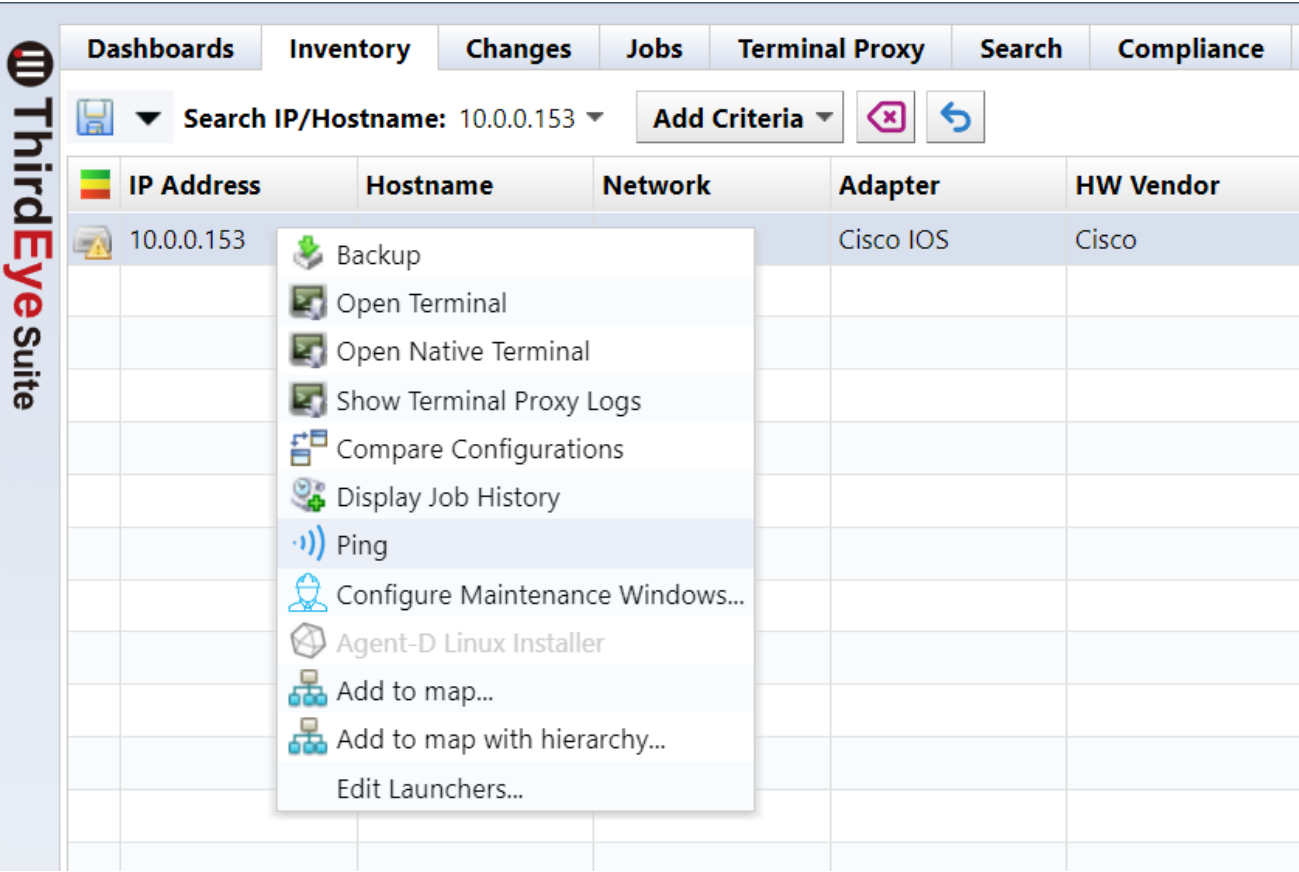 ThirdEye Suite
Dashboards Inventory Changes Jobs Terminal Proxy Search Compliance
Search IP/Hostname: 10.0.0.153 Add Criteria
IP Address Hostname Network Adapter HW Vendor
10.0.0.153 Cisco IOS Cisco
Backup
Open Terminal
Open Native Terminal
Show Terminal Proxy Logs
Compare Configurations
Display Job History
Ping
Configure Maintenance Windows...
Agent-D Linux Installer
Add to map...
Add to map with hierarchy...
Edit Launchers...